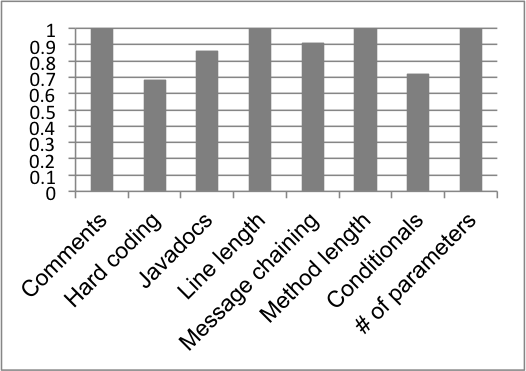 1
0.9
0.8
0.7
0.6
0.5
0.4
0.3
0.2
0.1
0
Comments
Hard coding
Javadocs
Line length
Message chaining
Method length
Conditionals
# of parameters